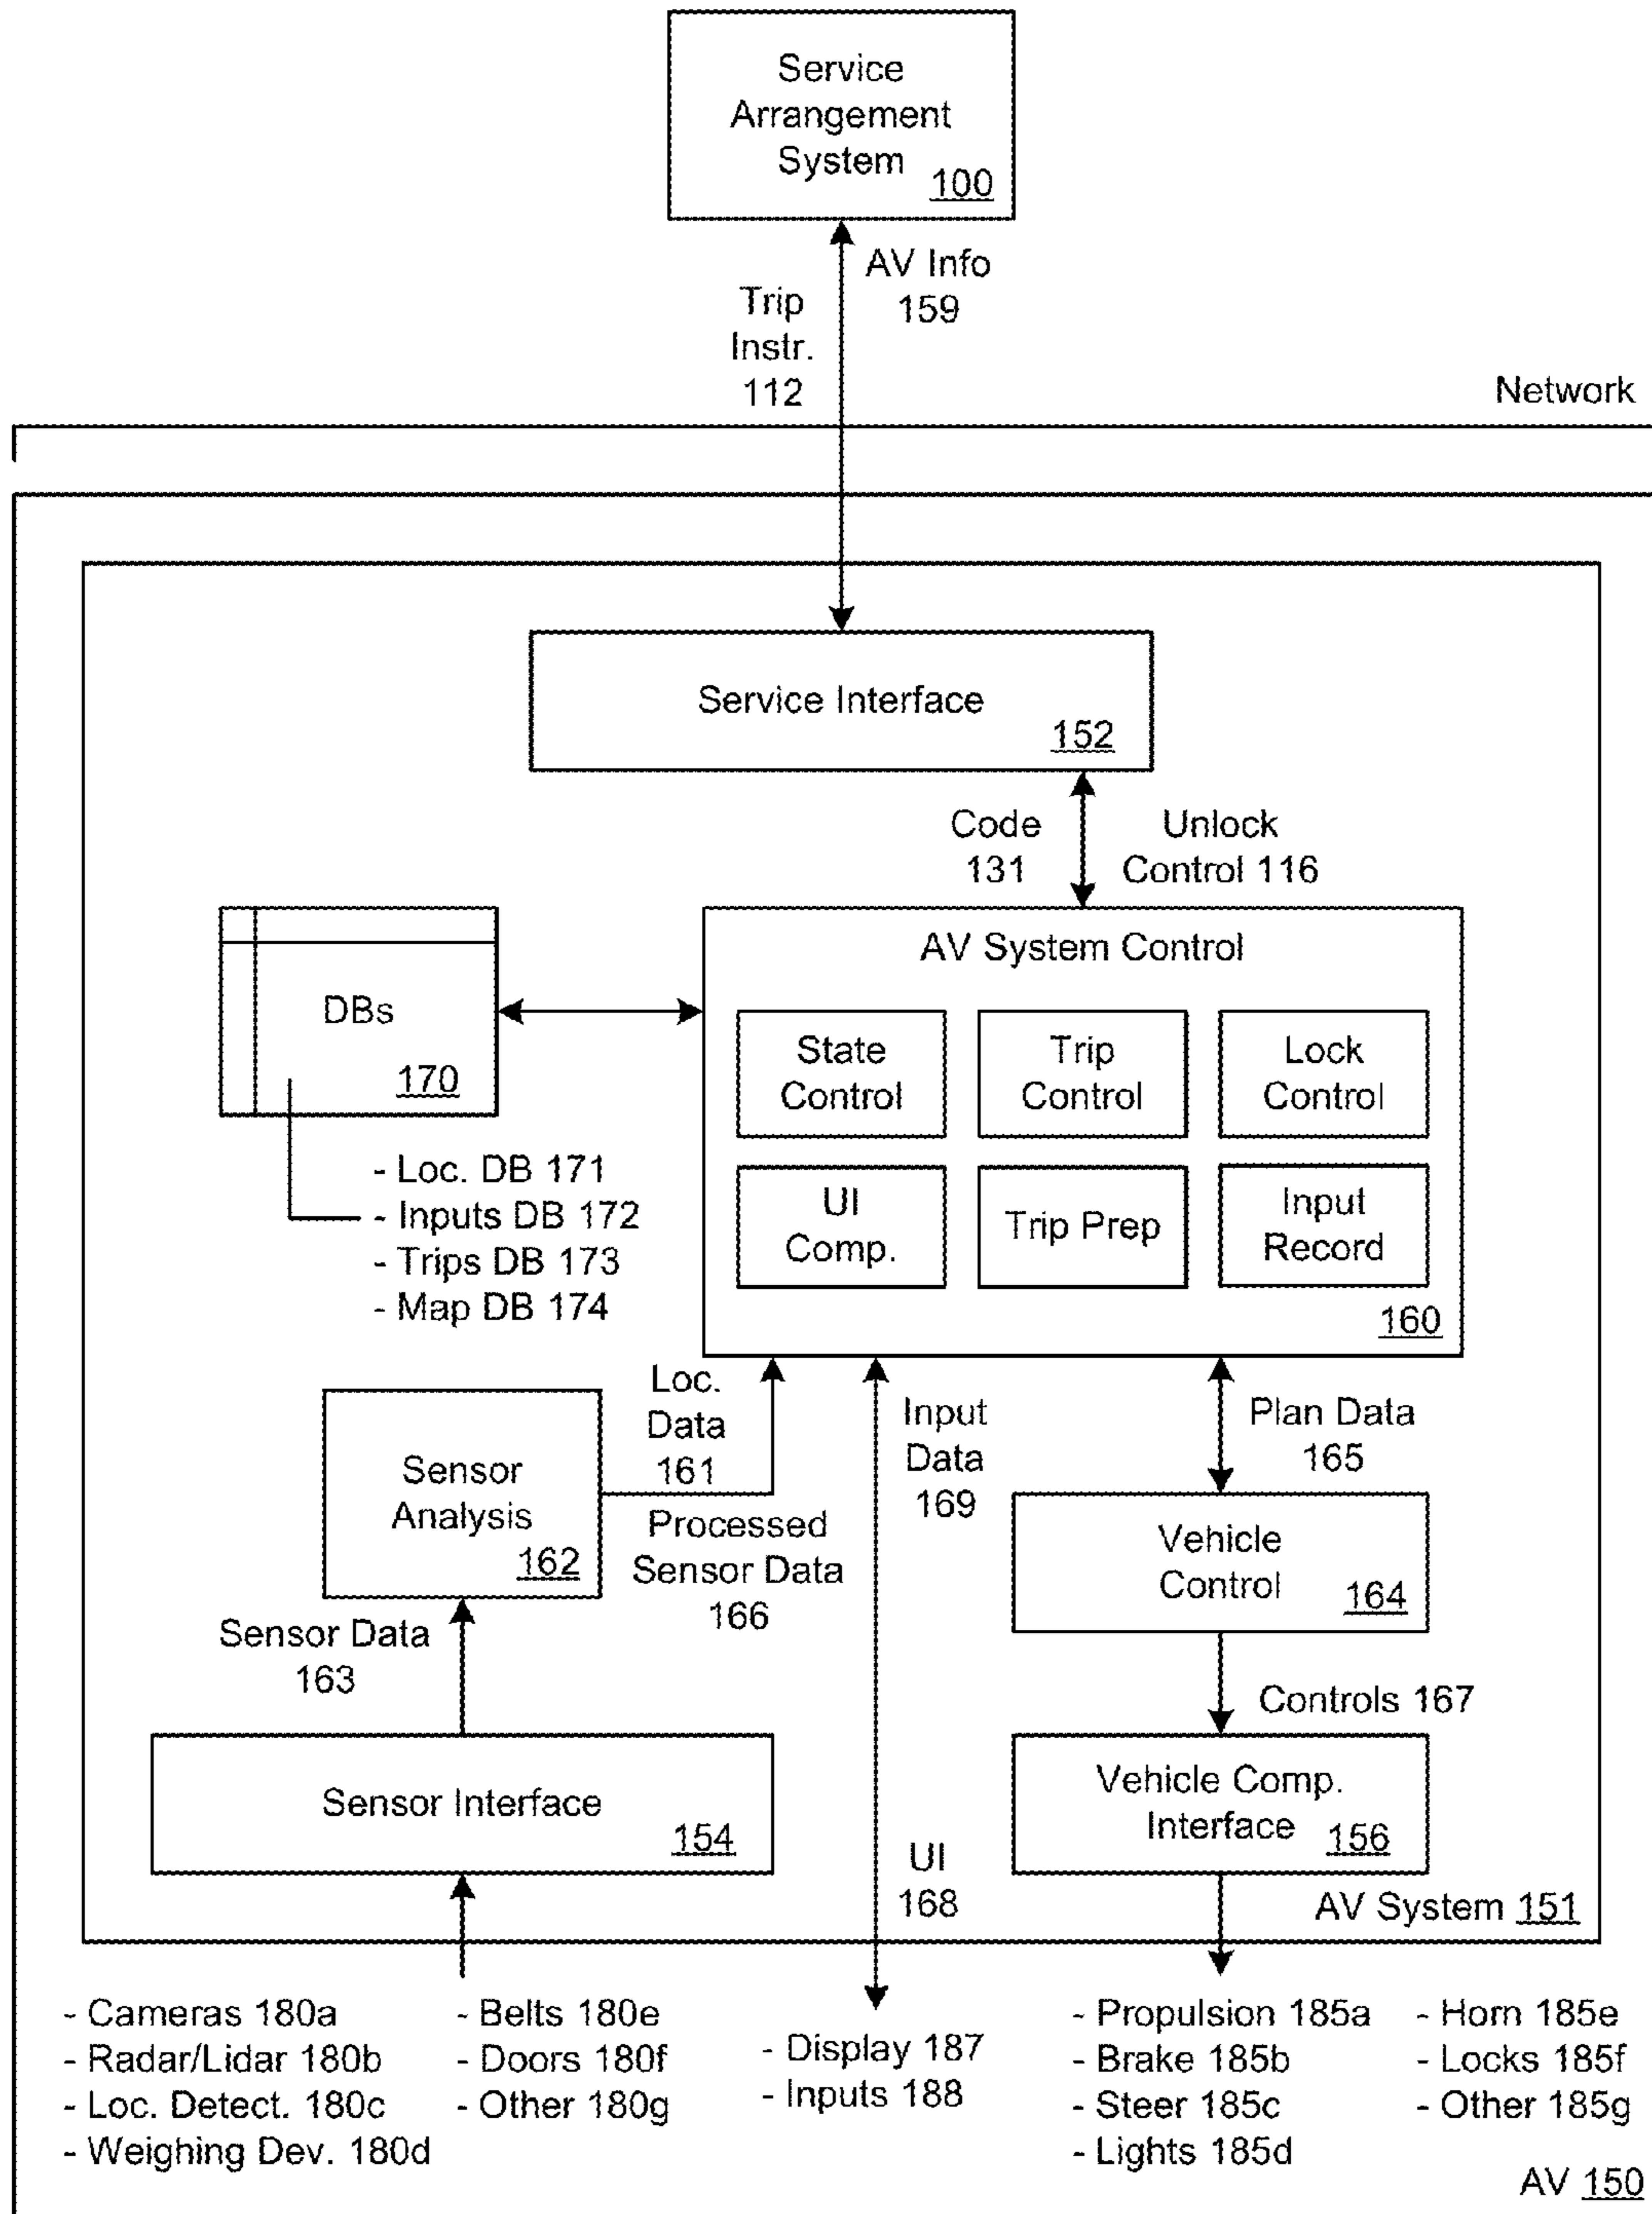 Service
Arrangement
System
100
AV Info
159
Trip
Instr.
112
Network
Service Interface
152
Code
131
Unlock
Control 116
AV System Control
DBs
170
State
Control
Trip
Control
Lock
Control
UI
Comp.
Trip Prep
Input
Record
160
- Loc. DB 171
- Inputs DB 172
- Trips DB 173
- Map DB 174
Loc.
Data
161
Input
Data
169
Plan Data
165
Sensor
Analysis
162
Processed
Sensor Data
166
Vehicle
Control
164
Sensor Data
163
Controls 167
Sensor Interface
154
Vehicle Comp.
Interface
156
UI
168
AV System 151
- Cameras 180a
- Radar/Lidar 180b
- Loc. Detect. 180c
- Weighing Dev. 180d
- Belts 180e
- Doors 180f
- Other 180g
- Display 187
- Inputs 188
- Propulsion 185a
- Brake 185b
- Steer 185c
- Lights 185d
- Horn 185e
- Locks 185f
- Other 185g
AV 150